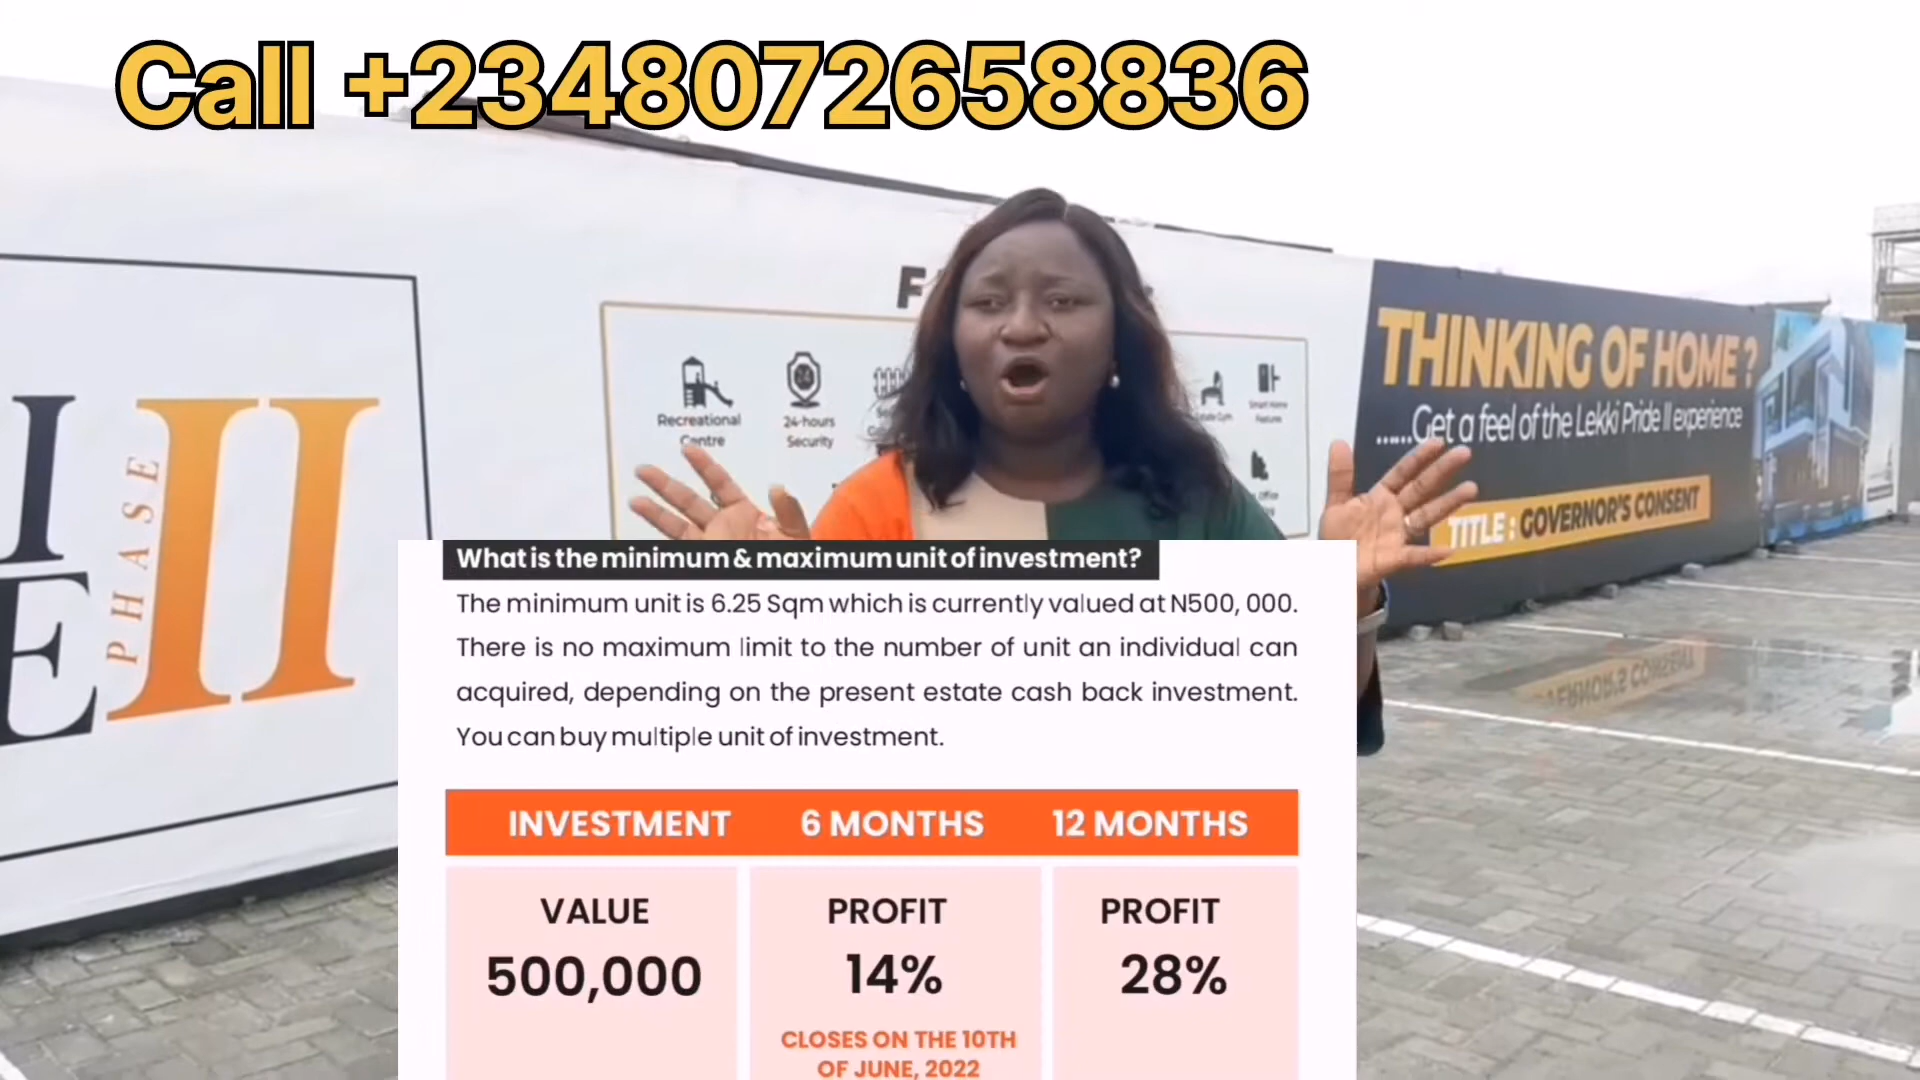 Call +2348072658836
I
E
PHASE
II
Recreational
Centre
24-hours
Security
Smart Home
Features
THINKING OF HOME ?
......Get a feel of the Lekki Pride II experience
TITLE : GOVERNOR'S CONSENT
What is the minimum & maximum unit of investment?
The minimum unit is 6.25 Sqm which is currently valued at N500, 000.
There is no maximum limit to the number of unit an individual can
acquired, depending on the present estate cash back investment.
You can buy multiple unit of investment.
INVESTMENT 6 MONTHS 12 MONTHS
VALUE PROFIT PROFIT
500,000 14% 28%
CLOSES ON THE 10TH
OF JUNE, 2022